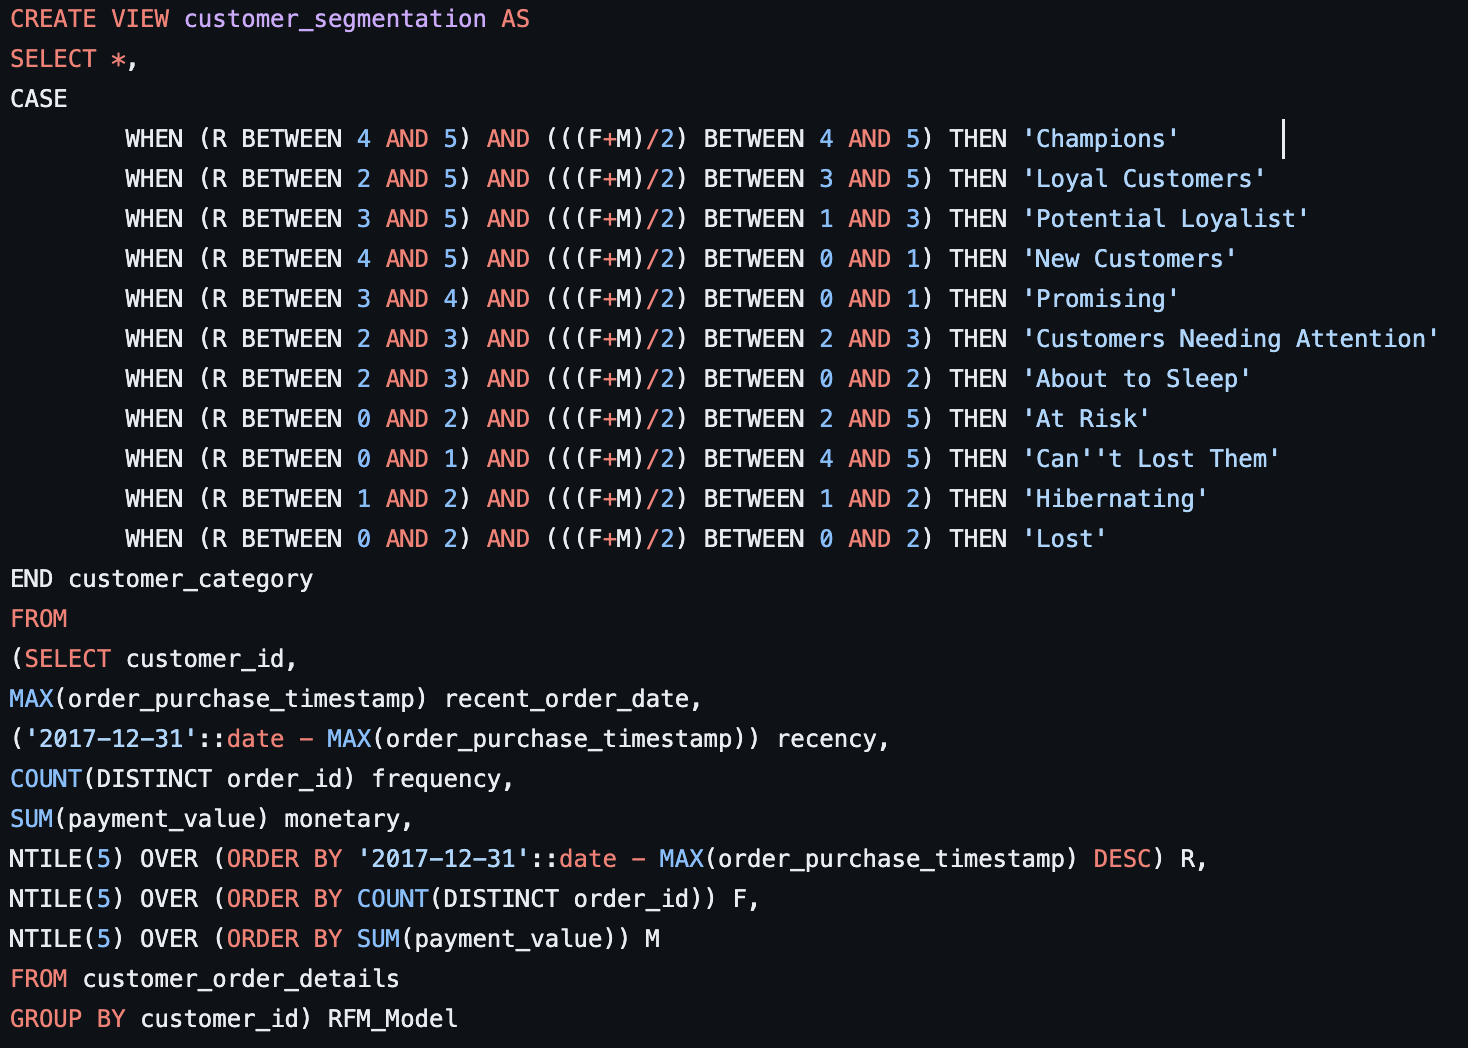 CREATE VIEW customer_segmentation AS
SELECT *,
CASE
        WHEN (R BETWEEN 4 AND 5) AND (((F+M)/2) BETWEEN 4 AND 5) THEN 'Champions'
        WHEN (R BETWEEN 2 AND 5) AND (((F+M)/2) BETWEEN 3 AND 5) THEN 'Loyal Customers'
        WHEN (R BETWEEN 3 AND 5) AND (((F+M)/2) BETWEEN 1 AND 3) THEN 'Potential Loyalist'
        WHEN (R BETWEEN 4 AND 5) AND (((F+M)/2) BETWEEN 0 AND 1) THEN 'New Customers'
        WHEN (R BETWEEN 3 AND 4) AND (((F+M)/2) BETWEEN 0 AND 1) THEN 'Promising'
        WHEN (R BETWEEN 2 AND 3) AND (((F+M)/2) BETWEEN 2 AND 3) THEN 'Customers Needing Attention'
        WHEN (R BETWEEN 2 AND 3) AND (((F+M)/2) BETWEEN 0 AND 2) THEN 'About to Sleep'
        WHEN (R BETWEEN 0 AND 2) AND (((F+M)/2) BETWEEN 2 AND 5) THEN 'At Risk'
        WHEN (R BETWEEN 0 AND 1) AND (((F+M)/2) BETWEEN 4 AND 5) THEN 'Can''t Lost Them'
        WHEN (R BETWEEN 1 AND 2) AND (((F+M)/2) BETWEEN 1 AND 2) THEN 'Hibernating'
        WHEN (R BETWEEN 0 AND 2) AND (((F+M)/2) BETWEEN 0 AND 2) THEN 'Lost'
END customer_category
FROM
(SELECT customer_id,
MAX(order_purchase_timestamp) recent_order_date,
('2017-12-31'::date - MAX(order_purchase_timestamp)) recency,
COUNT(DISTINCT order_id) frequency,
SUM(payment_value) monetary,
NTILE(5) OVER (ORDER BY '2017-12-31'::date - MAX(order_purchase_timestamp) DESC) R,
NTILE(5) OVER (ORDER BY COUNT(DISTINCT order_id)) F,
NTILE(5) OVER (ORDER BY SUM(payment_value)) M
FROM customer_order_details
GROUP BY customer_id) RFM_Model